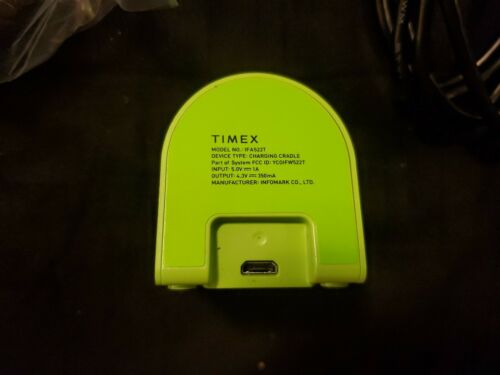 TIMEX
MODEL NO.: IFA522T
DEVICE TYPE: CHARGING CRADLE
Part of System FCC ID: YCOIFW522T
INPUT: 5.0V ⎓ 1A
OUTPUT: 4.3V ⎓ 350mA
MANUFACTURER: INFOMARK CO., LTD.